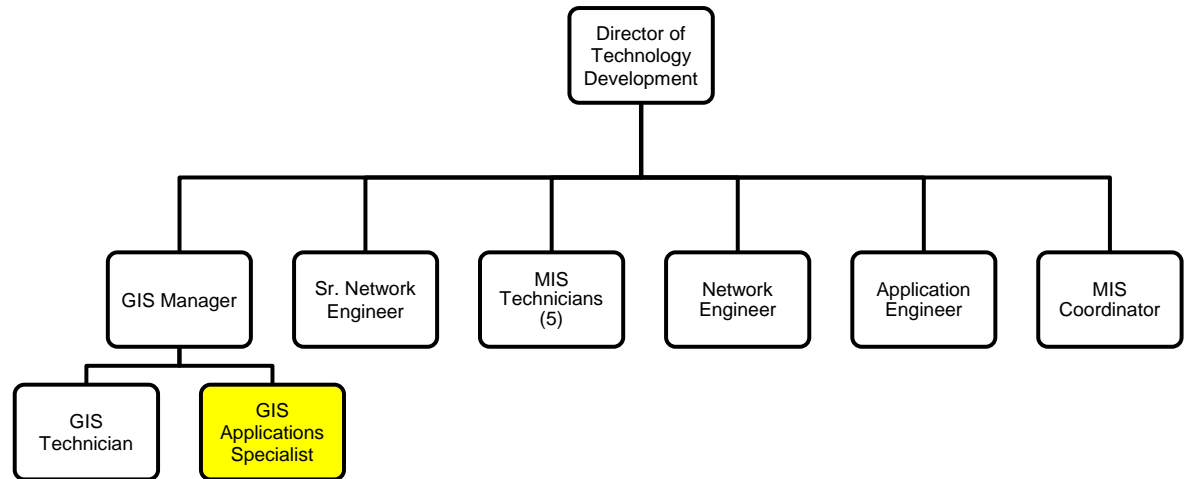 Director of
Technology
Development
GIS Manager
Sr. Network
Engineer
MIS
Technicians
(5)
Network
Engineer
Application
Engineer
MIS
Coordinator
GIS
Technician
GIS
Applications
Specialist